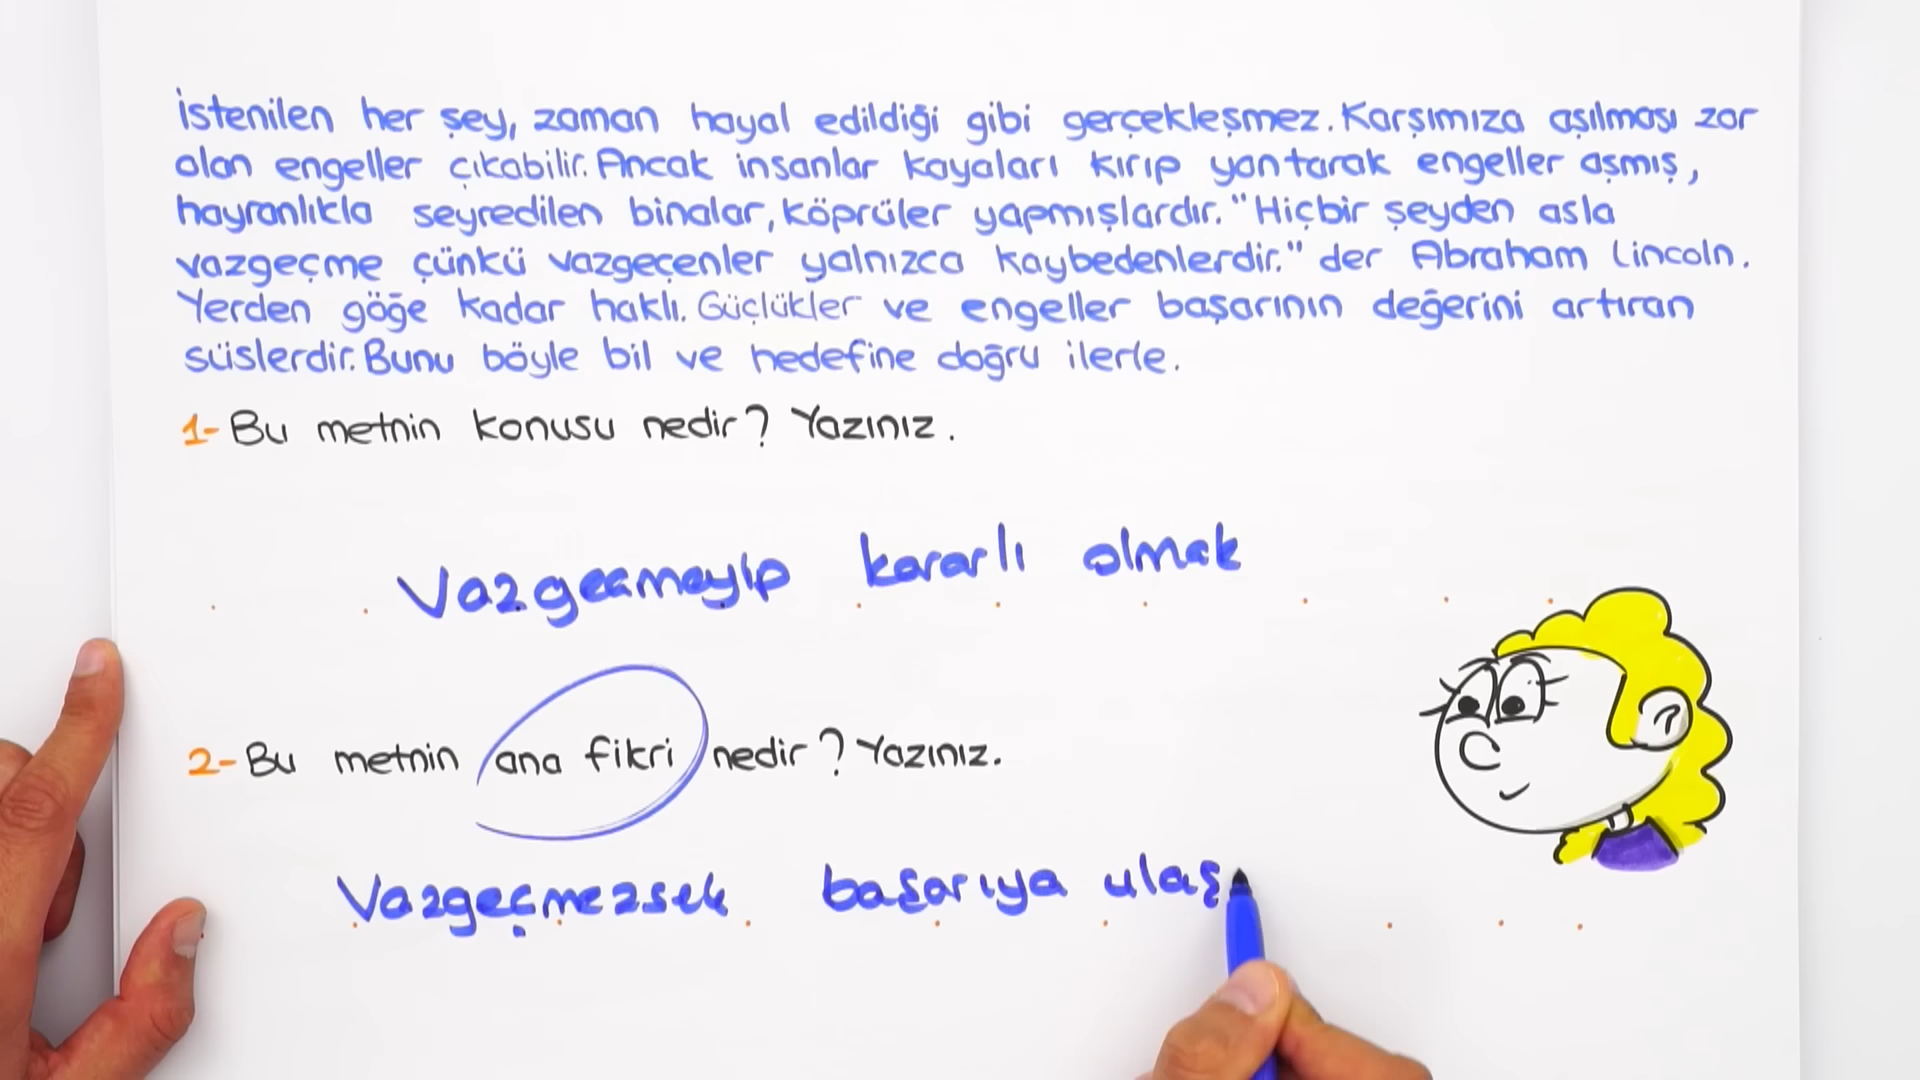 İstenilen her şey, zaman hayal edildiği gibi gerçekleşmez. Karşımıza aşılması zor
olan engeller çıkabilir. Ancak insanlar kayaları kırıp yontarak engeller aşmış,
hayranlıkla seyredilen binalar, köprüler yapmışlardır. "Hiçbir şeyden asla
vazgeçme çünkü vazgeçenler yalnızca kaybedenlerdir." der Abraham Lincoln.
Yerden göğe kadar haklı. Güçlükler ve engeller başarının değerini artıran
süslerdir. Bunu böyle bil ve hedefine doğru ilerle.
1- Bu metnin konusu nedir? Yazınız.
Vazgecmeyip kararlı olmak
2- Bu metnin ana fikri nedir? Yazınız.
Vazgeçmezsek başarıya ulaş